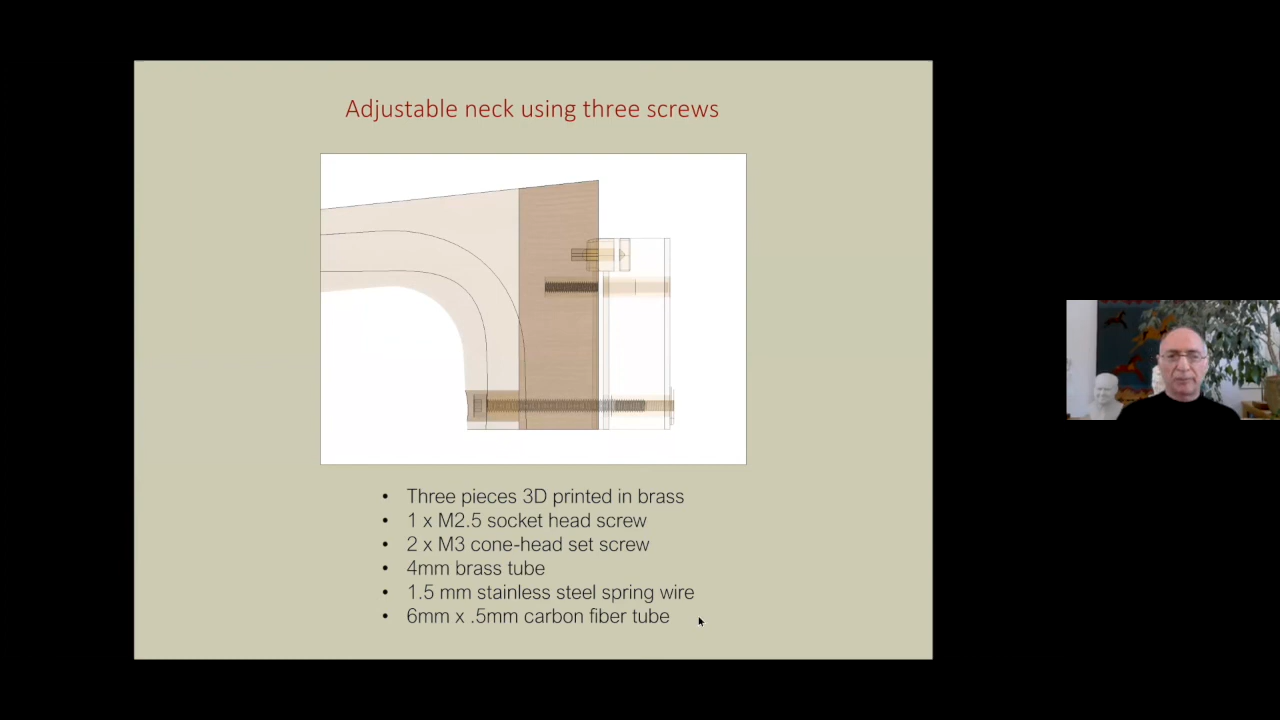 Adjustable neck using three screws
• Three pieces 3D printed in brass
• 1 x M2.5 socket head screw
• 2 x M3 cone-head set screw
• 4mm brass tube
• 1.5 mm stainless steel spring wire
• 6mm x .5mm carbon fiber tube